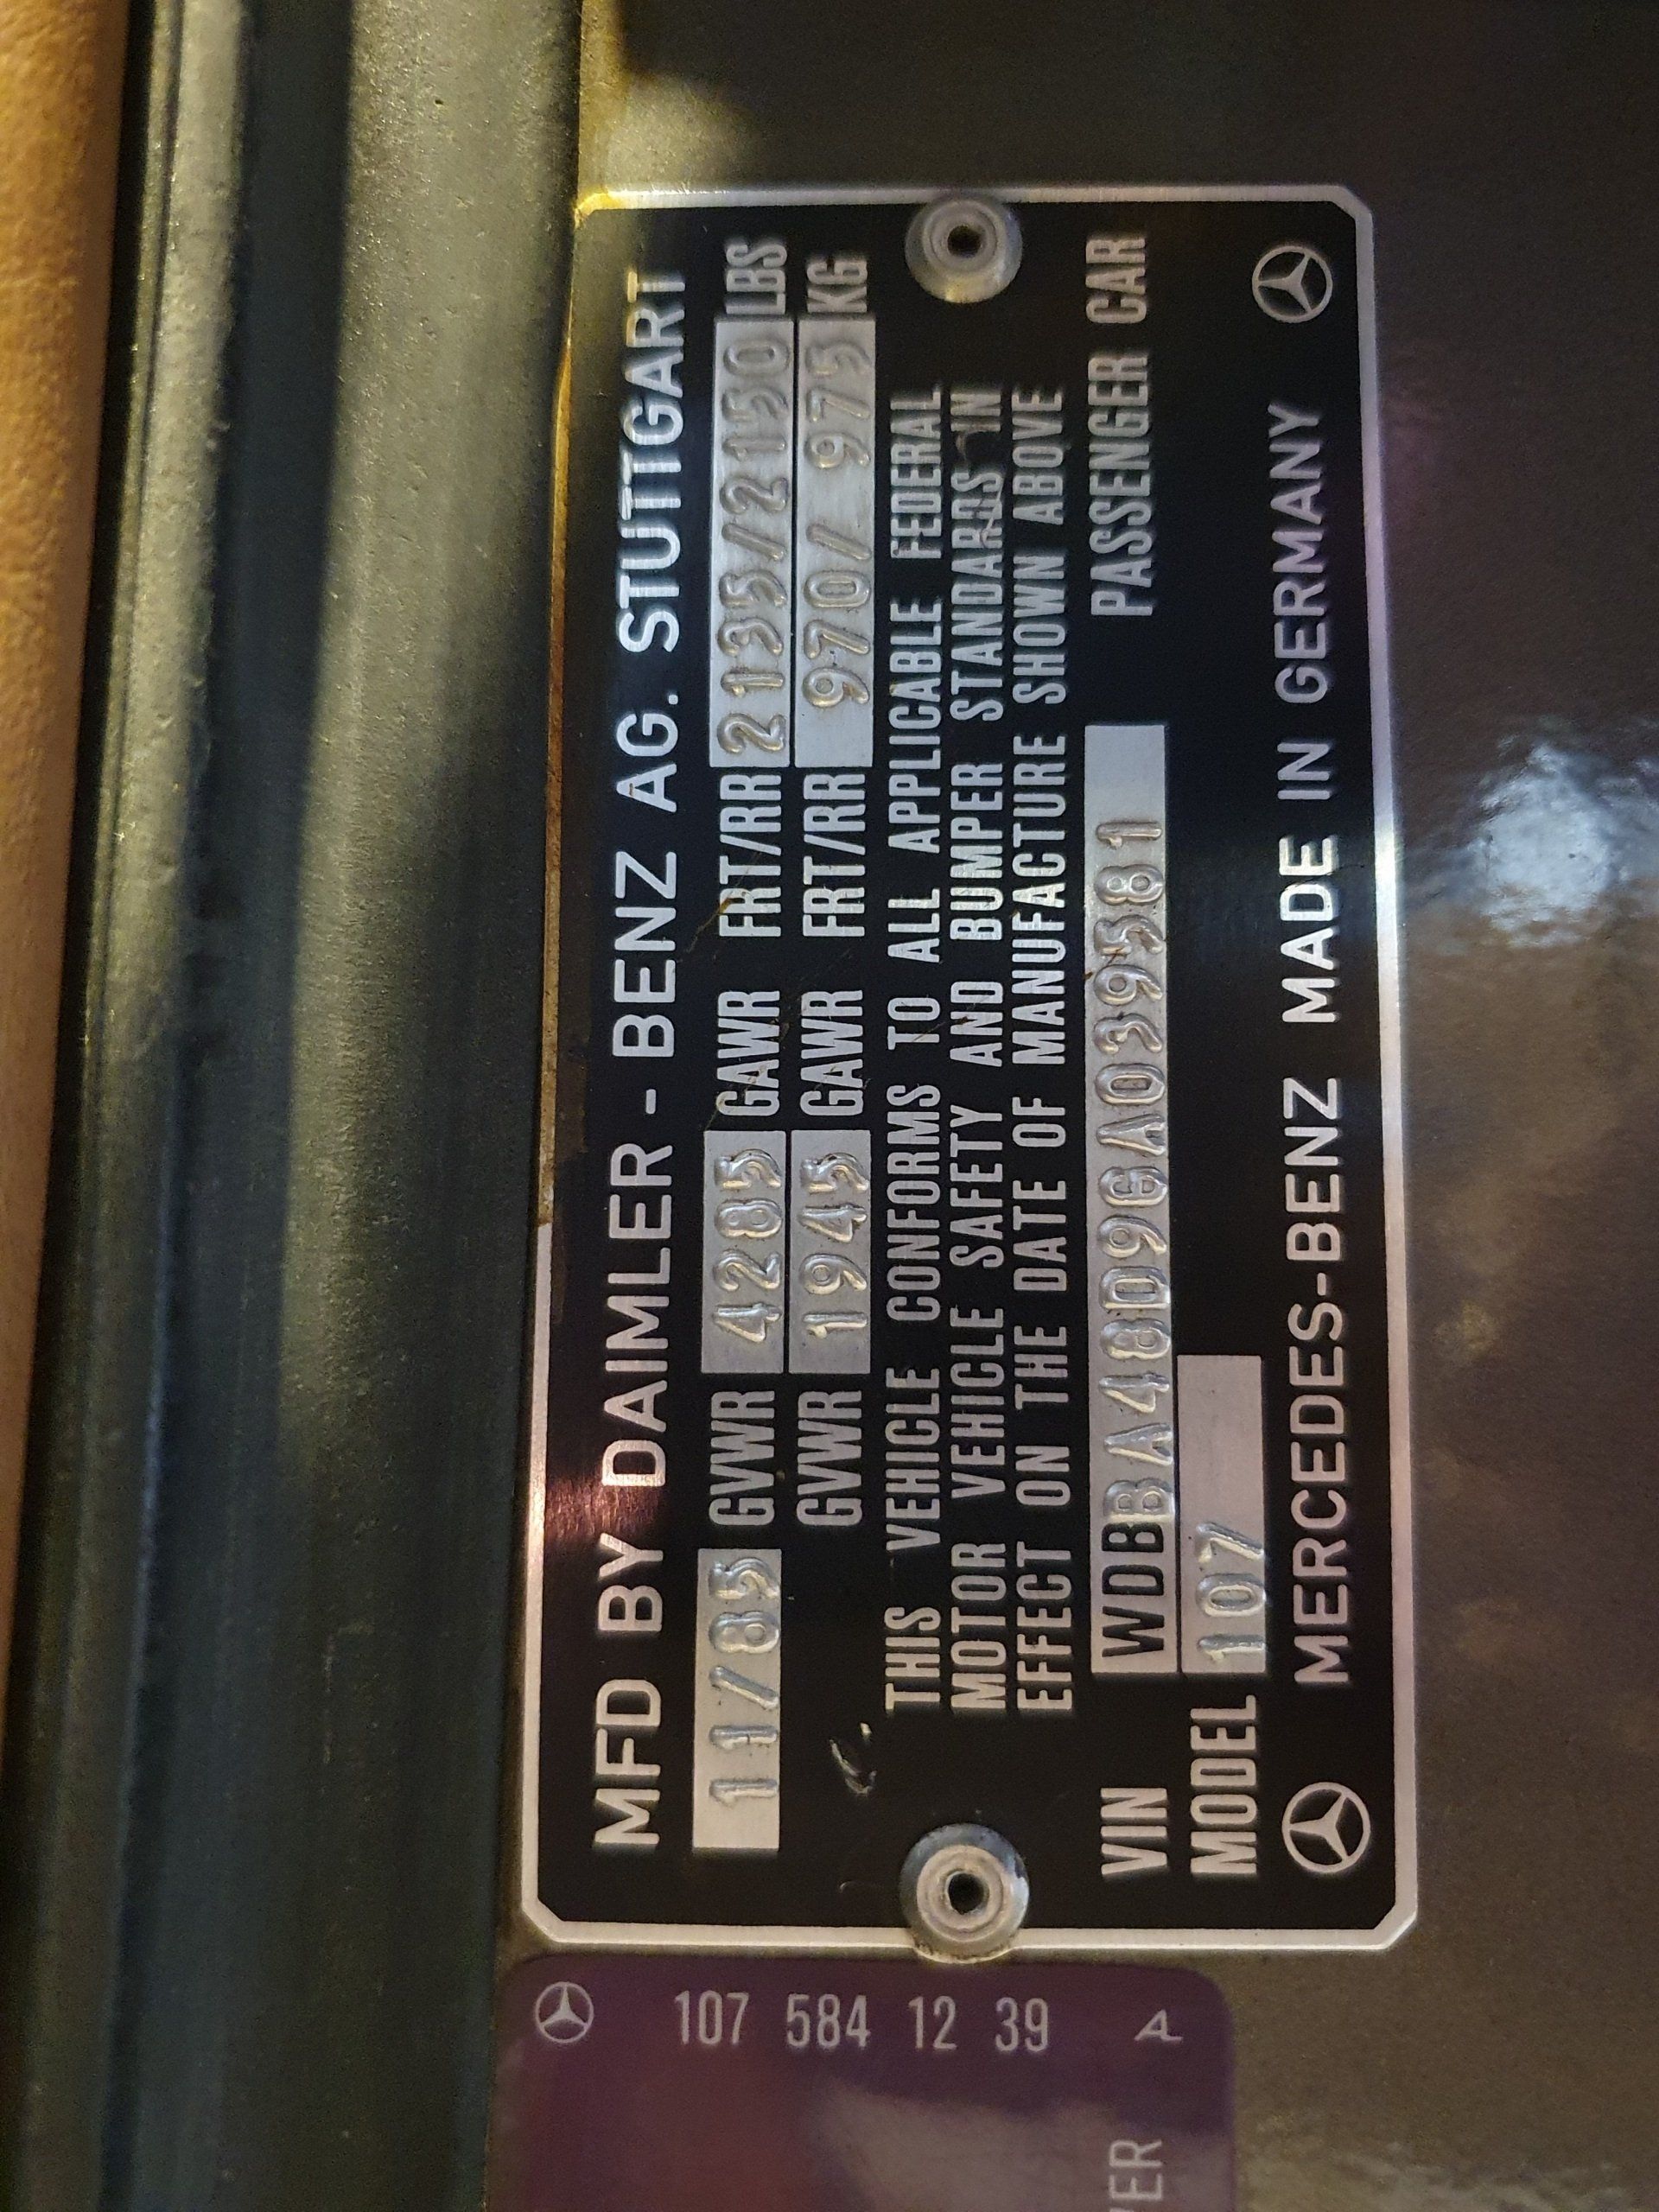 MFD BY DAIMLER - BENZ AG. STUTTGART
11/85 GVWR 4285 GAWR FRT/RR 2135/2150 LBS
GVWR 1945 GAWR FRT/RR 970/ 975 KG
THIS VEHICLE CONFORMS TO ALL APPLICABLE FEDERAL
MOTOR VEHICLE SAFETY AND BUMPER STANDARDS IN
EFFECT ON THE DATE OF MANUFACTURE SHOWN ABOVE
VIN WDBBA48D9GA039581 PASSENGER CAR
MODEL 107
MERCEDES-BENZ MADE IN GERMANY
107 584 12 39 A